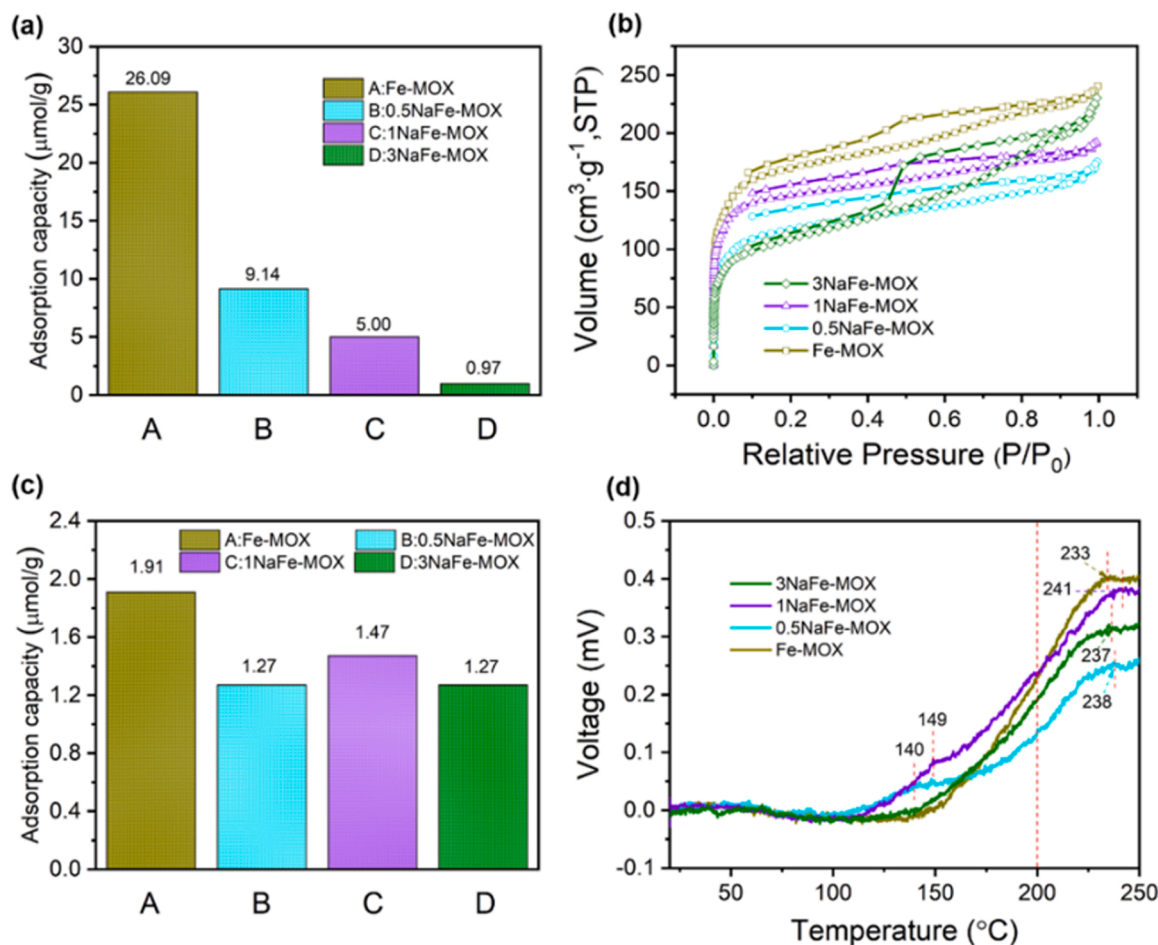 (a)
Adsorption capacity (μmol/g)
30
25
20
15
10
5
0
26.09
9.14
5.00
0.97
A:Fe-MOX
B:0.5NaFe-MOX
C:1NaFe-MOX
D:3NaFe-MOX
A B C D
(b)
Volume (cm³·g⁻¹,STP)
250
200
150
100
50
0
3NaFe-MOX
1NaFe-MOX
0.5NaFe-MOX
Fe-MOX
0.0 0.2 0.4 0.6 0.8 1.0
Relative Pressure (P/P₀)
(c)
Adsorption capacity (μmol/g)
2.4
2.0
1.6
1.2
0.8
0.4
0.0
A:Fe-MOX B:0.5NaFe-MOX
C:1NaFe-MOX D:3NaFe-MOX
1.91
1.27
1.47
1.27
A B C D
(d)
Voltage (mV)
0.5
0.4
0.3
0.2
0.1
0.0
-0.1
3NaFe-MOX
1NaFe-MOX
0.5NaFe-MOX
Fe-MOX
233
241
237
238
149
140
50 100 150 200 250
Temperature (°C)